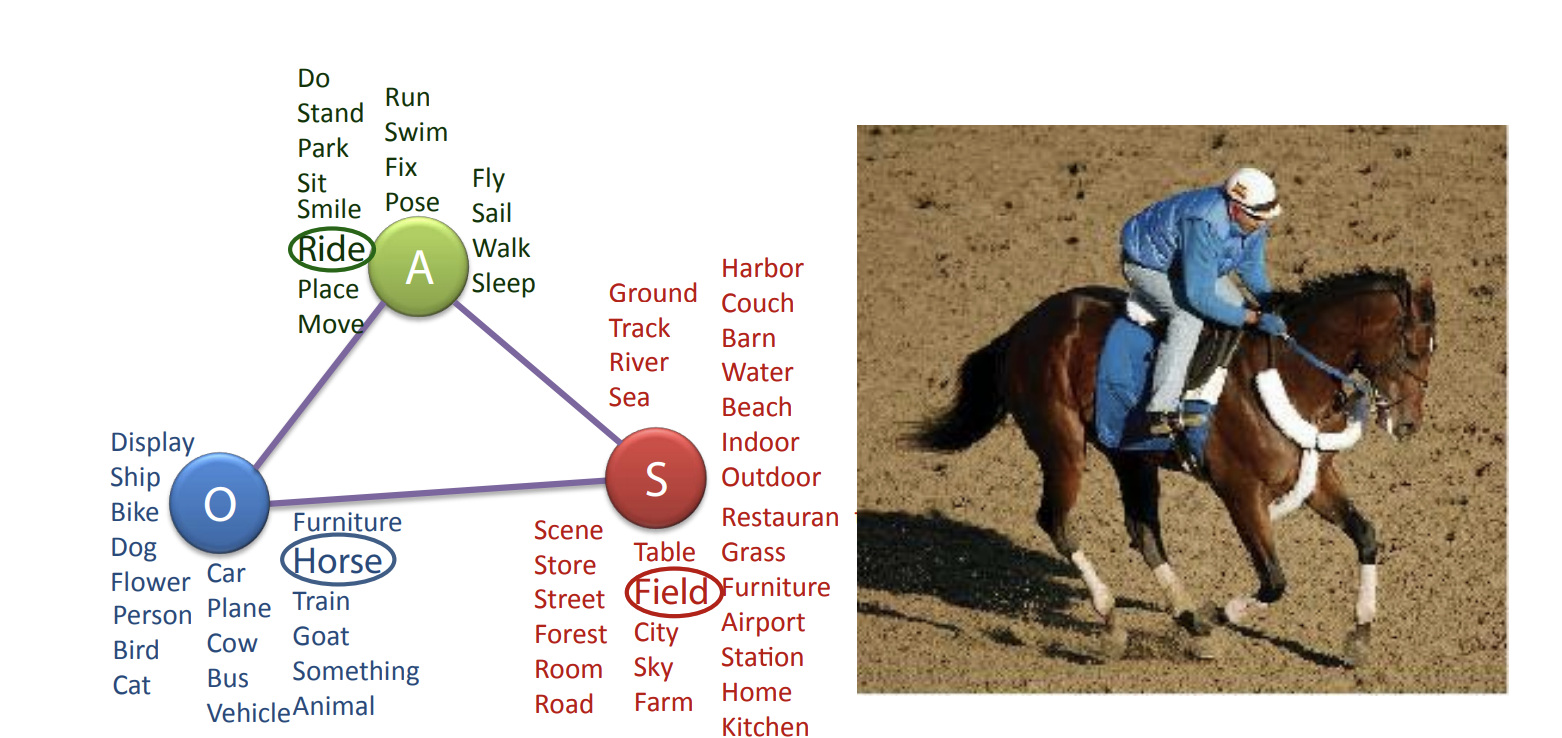 Do
Stand
Park
Sit
Smile
Ride
Place
Move
Run
Swim
Fix
Pose
Fly
Sail
Walk
Sleep
A
Ground
Track
River
Sea
Harbor
Couch
Barn
Water
Beach
Indoor
Outdoor
Restauran
Grass
Furniture
Airport
Station
Home
Kitchen
S
Scene
Store
Street
Forest
Room
Road
Table
Field
City
Sky
Farm
O
Display
Ship
Bike
Dog
Flower
Person
Bird
Cat
Car
Plane
Cow
Bus
Vehicle
Furniture
Horse
Train
Goat
Something
Animal